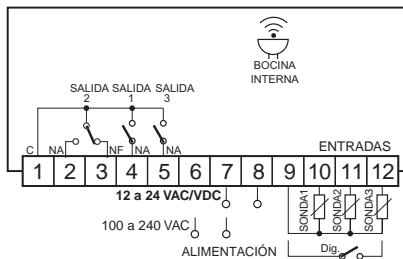 BOCINA
INTERNA
SALIDA SALIDA SALIDA
2 1 3
C NA NF NA NA ENTRADAS
1 2 3 4 5 6 7 8 9 10 11 12
12 a 24 VAC/VDC
SONDA1 SONDA2 SONDA3
100 a 240 VAC
ALIMENTACIÓN
Dig.